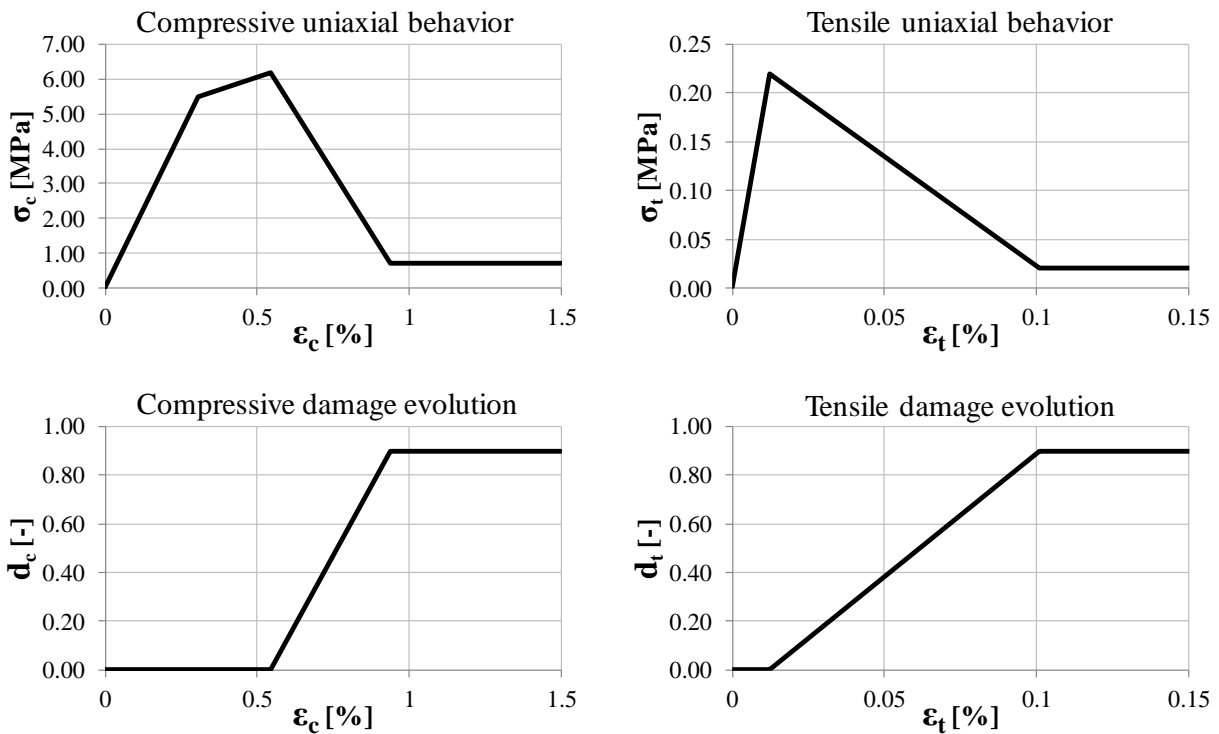 Compressive uniaxial behavior
7.00
6.00
5.00
4.00
3.00
2.00
1.00
0.00
σc [MPa]
0 0.5 1 1.5
εc [%]
Tensile uniaxial behavior
0.25
0.20
0.15
0.10
0.05
0.00
σt [MPa]
0 0.05 0.1 0.15
εt [%]
Compressive damage evolution
1.00
0.80
0.60
0.40
0.20
0.00
dc [-]
0 0.5 1 1.5
εc [%]
Tensile damage evolution
1.00
0.80
0.60
0.40
0.20
0.00
dt [-]
0 0.05 0.1 0.15
εt [%]